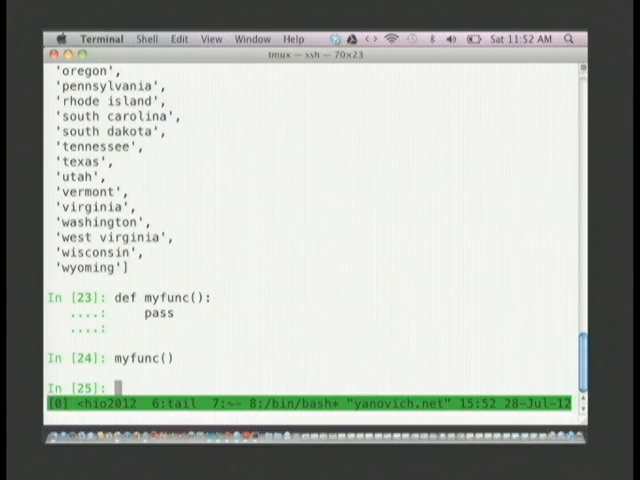 Terminal Shell Edit View Window Help Sat 11:52 AM
tmux — ssh — 70×23
'oregon',
'pennsylvania',
'rhode island',
'south carolina',
'south dakota',
'tennessee',
'texas',
'utah',
'vermont',
'virginia',
'washington',
'west virginia',
'wisconsin',
'wyoming']
In [23]: def myfunc():
....:     pass
....:
In [24]: myfunc()
In [25]:
[0] <hio2012 6:tail 7:~- 8:/bin/bash* "yanovich.net" 15:52 28-Jul-12